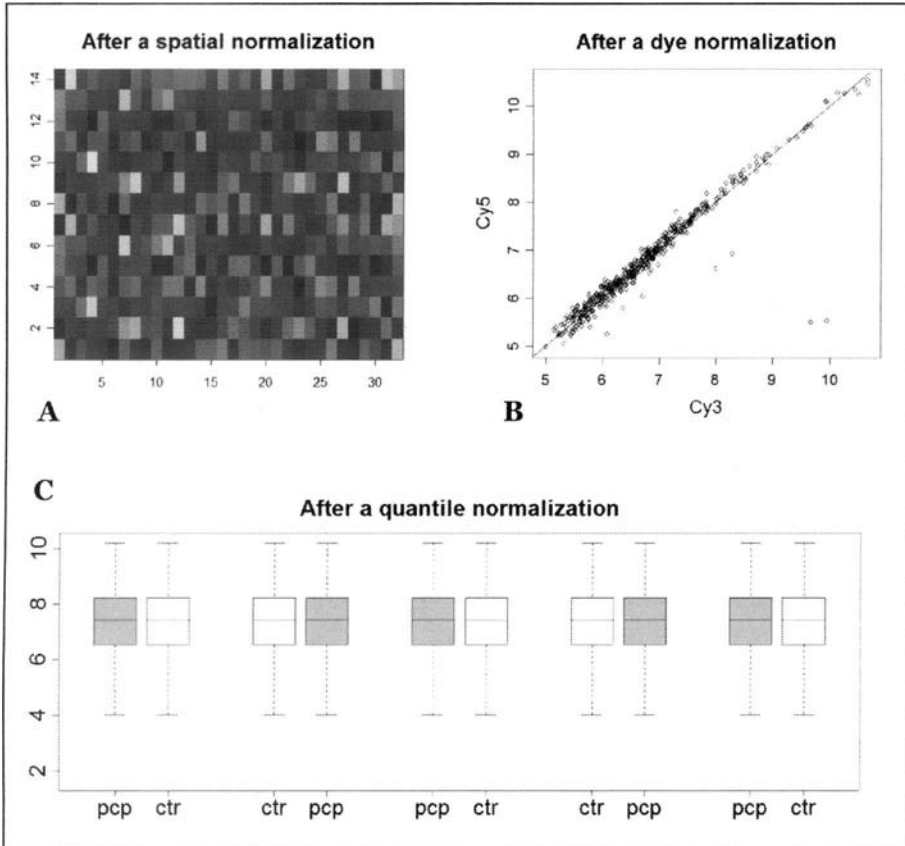 After a spatial normalization
14
12
10
8
6
4
2
5 10 15 20 25 30
A
After a dye normalization
10
9
8
7
6
5
Cy5
5 6 7 8 9 10
Cy3
B
C
After a quantile normalization
10
8
6
4
2
pcp ctr ctr pcp pcp ctr ctr pcp pcp ctr